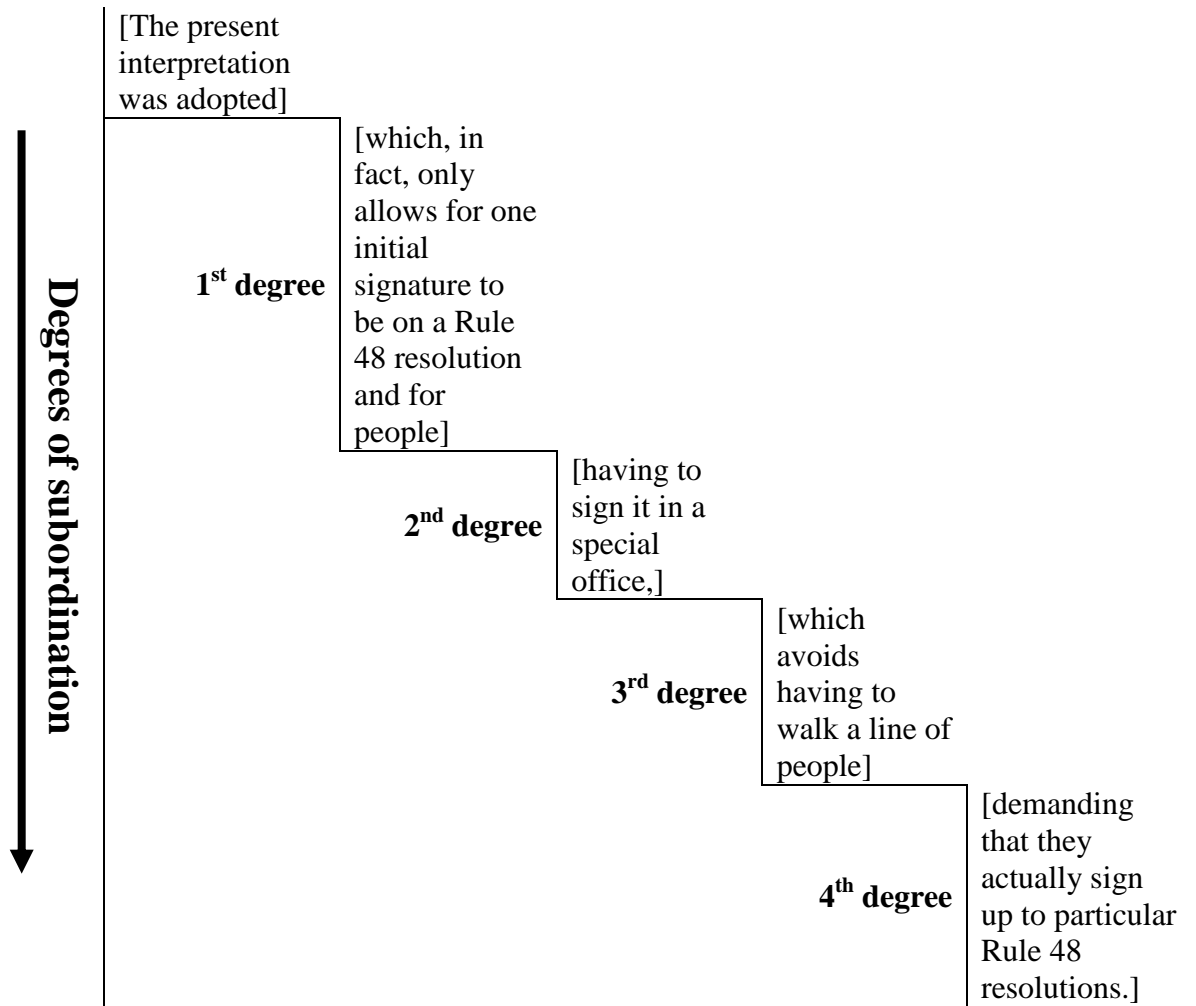 [The present
interpretation
was adopted]
[which, in
fact, only
allows for one
initial
signature to
be on a Rule
48 resolution
and for
people]
1st degree
[having to
sign it in a
special
office,]
2nd degree
[which
avoids
having to
walk a line of
people]
3rd degree
[demanding
that they
actually sign
up to particular
Rule 48
resolutions.]
4th degree
Degrees of subordination